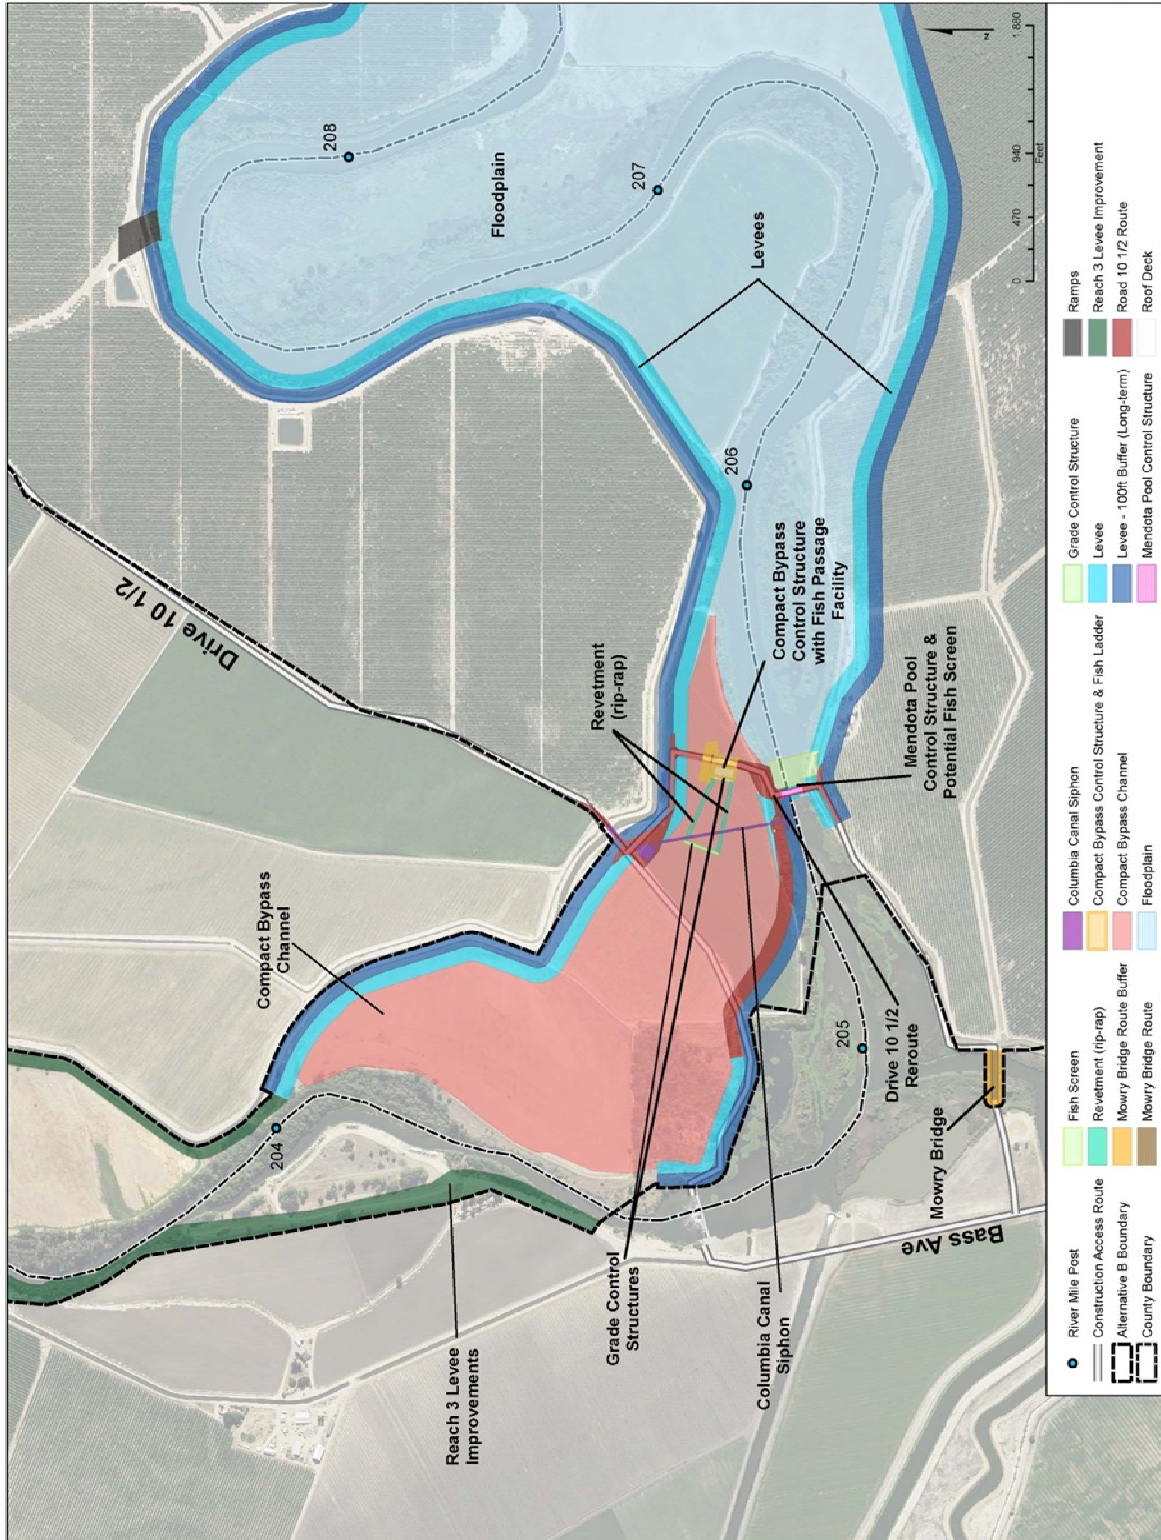 208
Floodplain
207
Levees
Drive 10 1/2
206
Revetment
(rip-rap)
Compact Bypass
Control Structure
with Fish Passage
Facility
Mendota Pool
Control Structure &
Potential Fish Screen
Compact Bypass
Channel
204
205
Drive 10 1/2
Reroute
Mowry Bridge
Bass Ave
Reach 3 Levee
Improvements
Grade Control
Structures
Columbia Canal
Siphon
N
0 470 940 1,880
Feet
River Mile Post
Construction Access Route
Alternative B Boundary
County Boundary
Fish Screen
Revetment (rip-rap)
Mowry Bridge Route Buffer
Mowry Bridge Route
Columbia Canal Siphon
Compact Bypass Control Structure & Fish Ladder
Compact Bypass Channel
Floodplain
Grade Control Structure
Levee
Levee - 100ft Buffer (Long-term)
Mendota Pool Control Structure
Ramps
Reach 3 Levee Improvement
Road 10 1/2 Route
Roof Deck